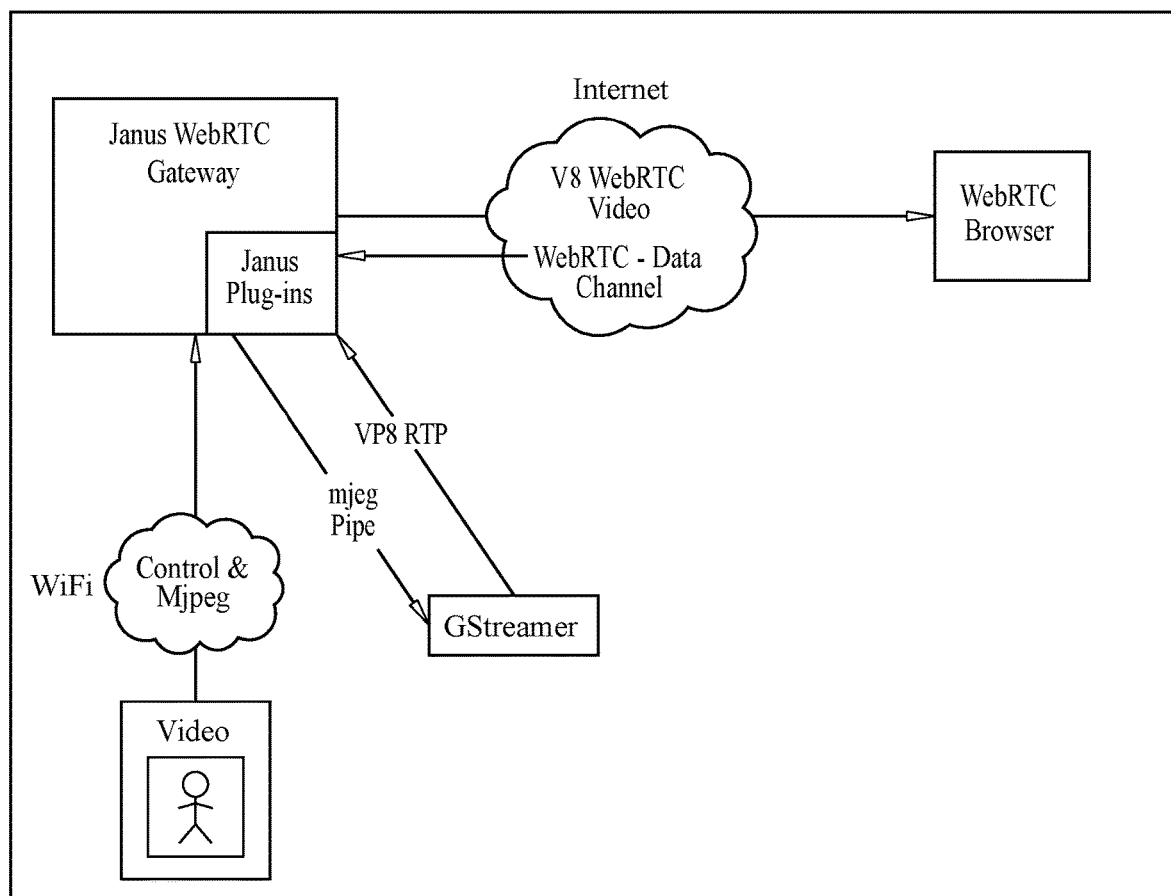 Internet
Janus WebRTC
Gateway
Janus
Plug-ins
V8 WebRTC
Video
WebRTC - Data
Channel
WebRTC
Browser
VP8 RTP
mjeg
Pipe
WiFi
Control &
Mjpeg
GStreamer
Video